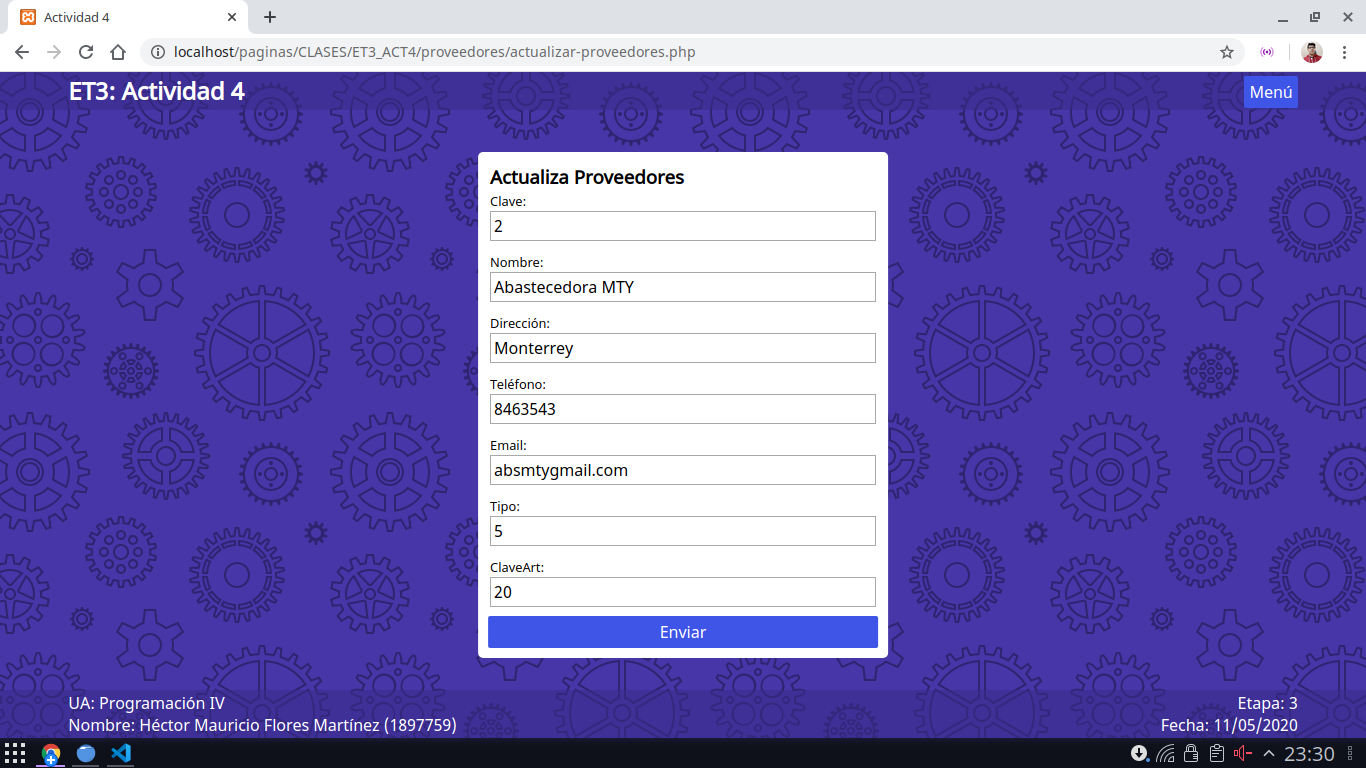 Actividad 4
localhost/paginas/CLASES/ET3_ACT4/proveedores/actualizar-proveedores.php
ET3: Actividad 4
Menú
Actualiza Proveedores
Clave:
2
Nombre:
Abastecedora MTY
Dirección:
Monterrey
Teléfono:
8463543
Email:
absmtygmail.com
Tipo:
5
ClaveArt:
20
Enviar
UA: Programación IV
Etapa: 3
Nombre: Héctor Mauricio Flores Martínez (1897759)
Fecha: 11/05/2020
23:30